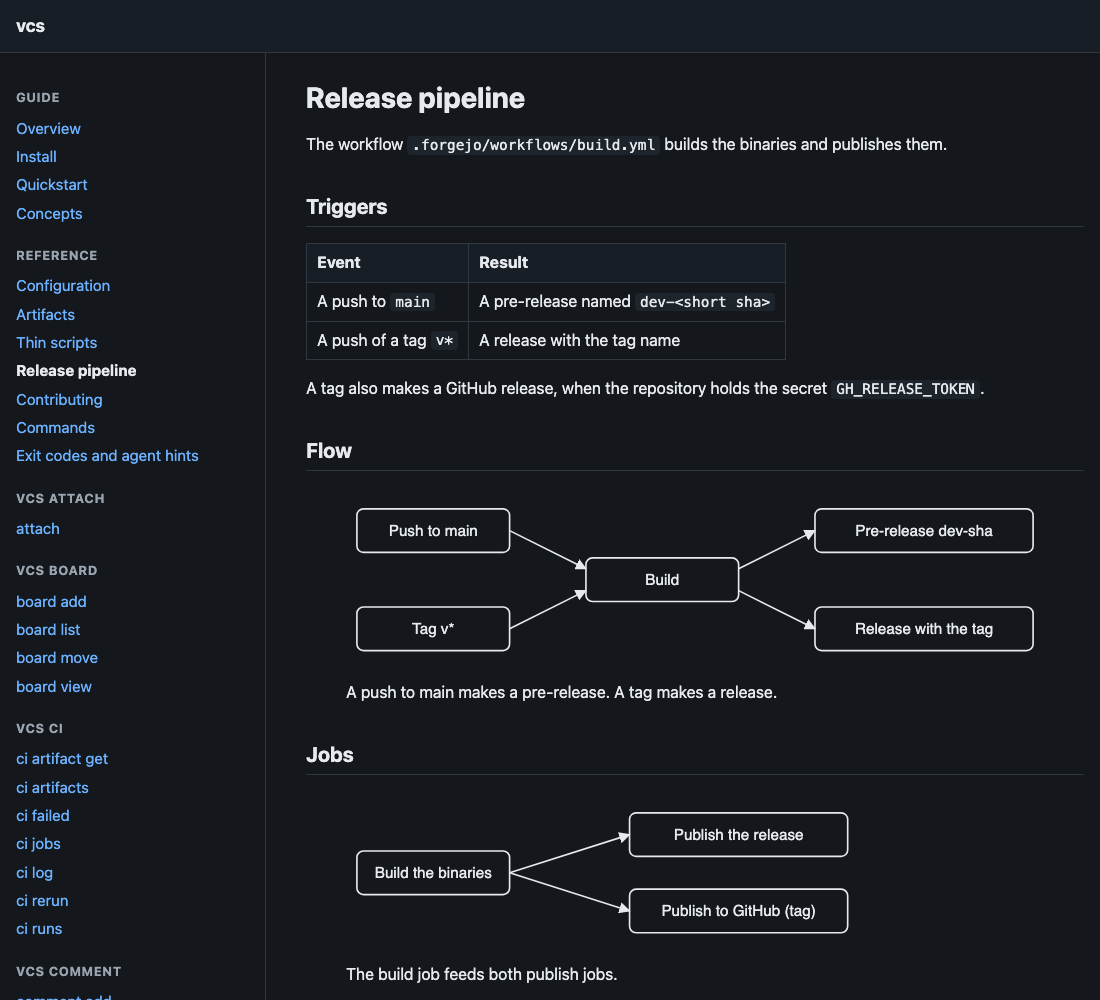 vcs
GUIDE
Overview
Install
Quickstart
Concepts
REFERENCE
Configuration
Artifacts
Thin scripts
Release pipeline
Contributing
Commands
Exit codes and agent hints
VCS ATTACH
attach
VCS BOARD
board add
board list
board move
board view
VCS CI
ci artifact get
ci artifacts
ci failed
ci jobs
ci log
ci rerun
ci runs
VCS COMMENT
comment add
Release pipeline
The workflow .forgejo/workflows/build.yml builds the binaries and publishes them.
Triggers
Event Result
A push to main A pre-release named dev-<short sha>
A push of a tag v* A release with the tag name
A tag also makes a GitHub release, when the repository holds the secret GH_RELEASE_TOKEN.
Flow
Push to main
Pre-release dev-sha
Build
Tag v*
Release with the tag
A push to main makes a pre-release. A tag makes a release.
Jobs
Publish the release
Build the binaries
Publish to GitHub (tag)
The build job feeds both publish jobs.